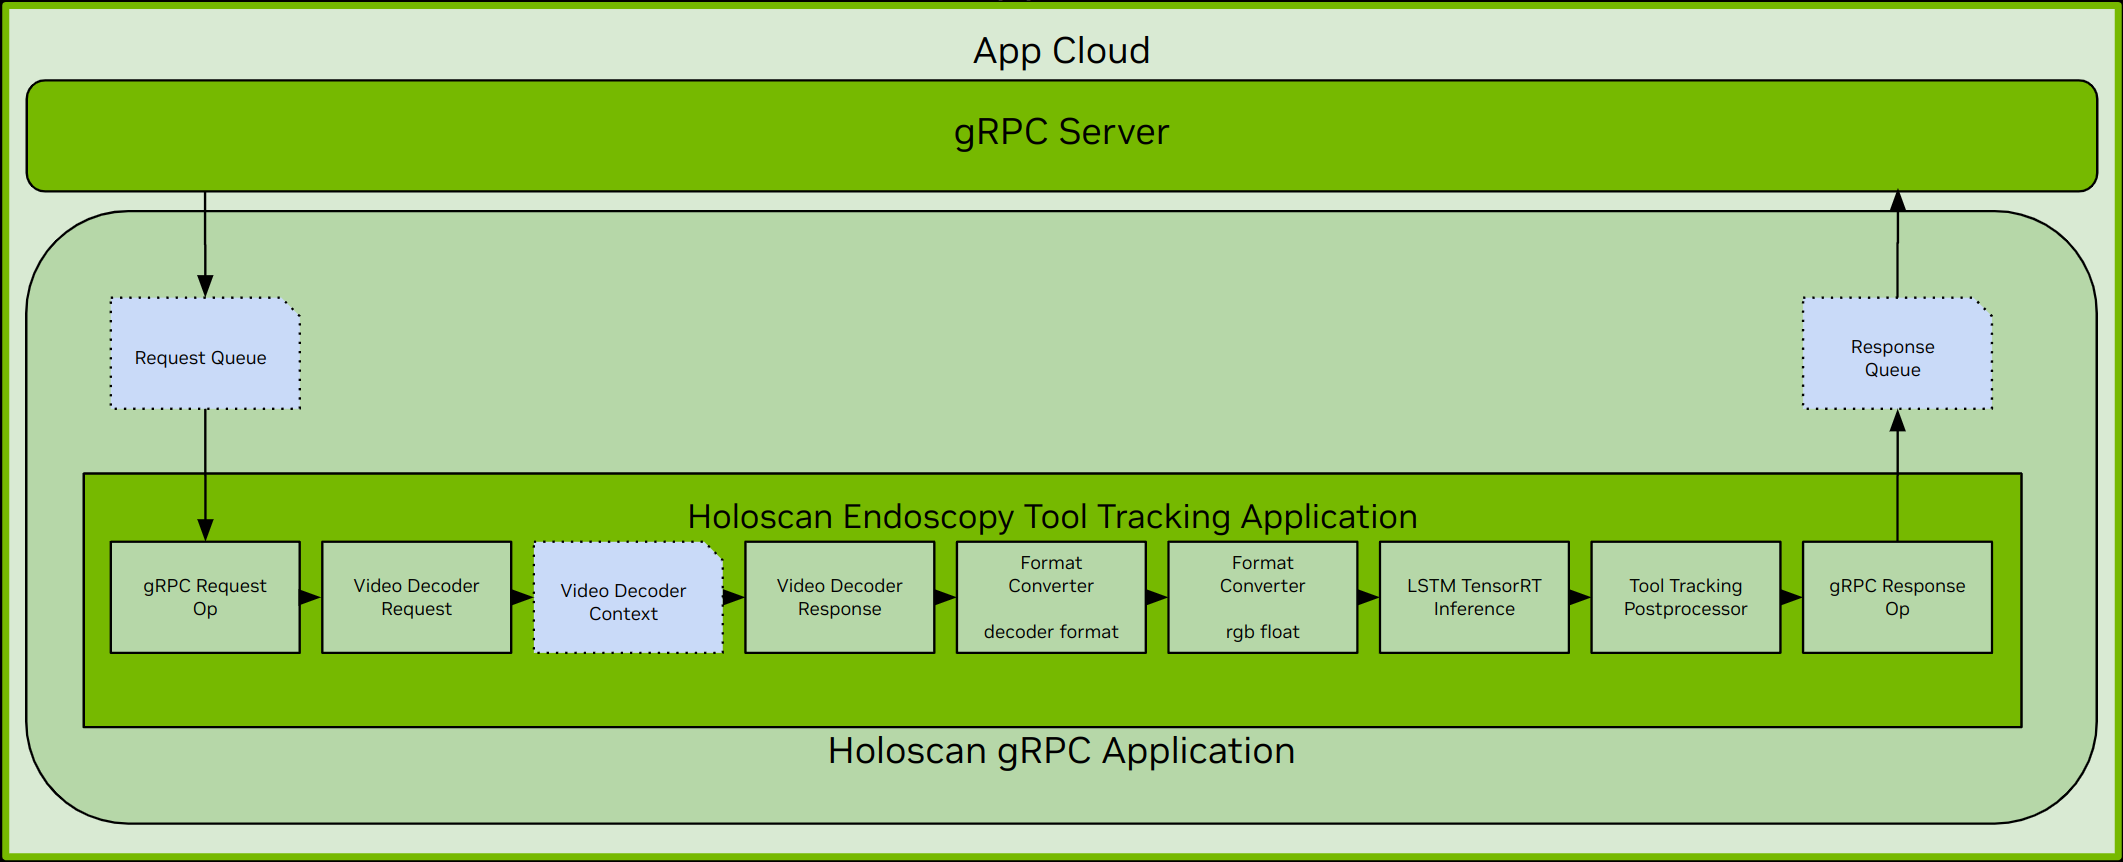 App Cloud
gRPC Server
Request Queue
Response
Queue
Holoscan Endoscopy Tool Tracking Application
gRPC Request
Op
Video Decoder
Request
Video Decoder
Context
Video Decoder
Response
Format
Converter
decoder format
Format
Converter
rgb float
LSTM TensorRT
Inference
Tool Tracking
Postprocessor
gRPC Response
Op
Holoscan gRPC Application